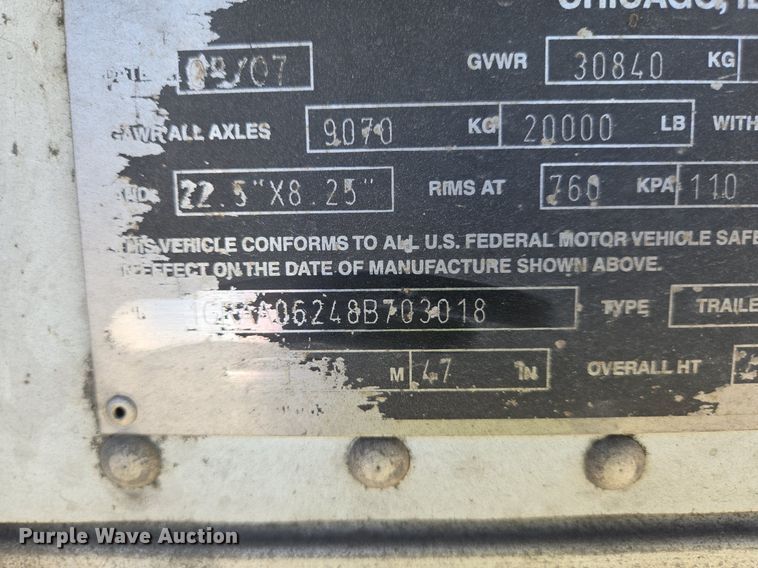 CHICAGO, IL
DATE 09/07 GVWR 30840 KG
GAWR ALL AXLES 9070 KG 20000 LB WITH
22.5"X8.25" RIMS AT 760 KPA 110
THIS VEHICLE CONFORMS TO ALL U.S. FEDERAL MOTOR VEHICLE SAFE
IN EFFECT ON THE DATE OF MANUFACTURE SHOWN ABOVE.
06248B703018 TYPE TRAILE
M 47 IN OVERALL HT
Purple Wave Auction